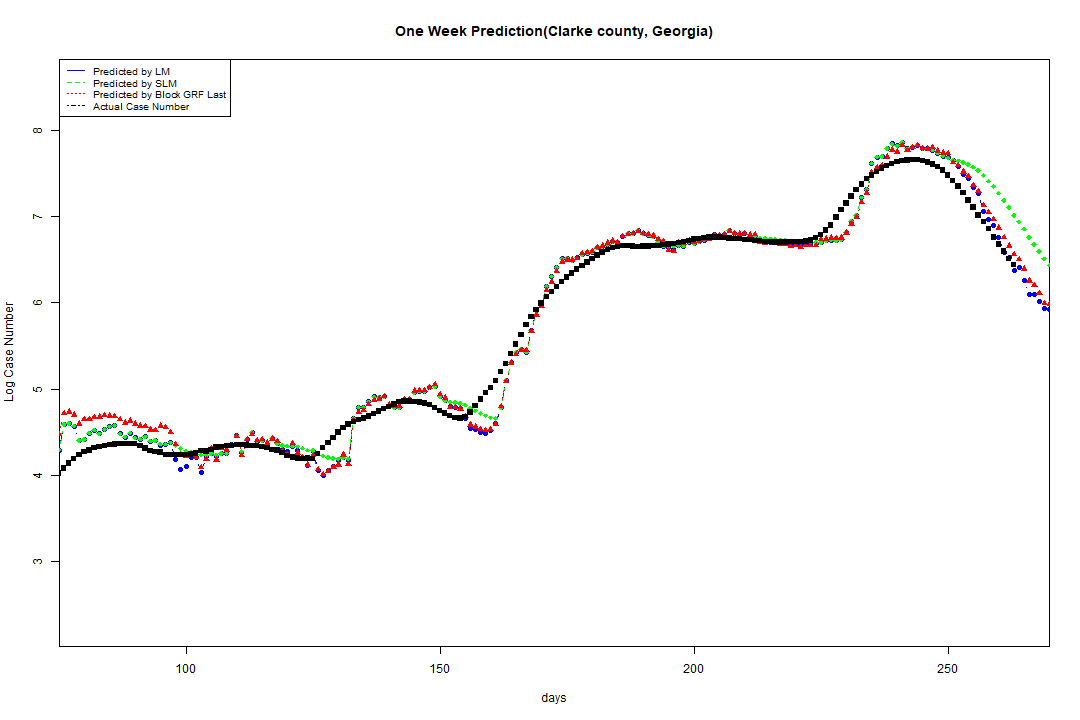 One Week Prediction(Clarke county, Georgia)
Predicted by LM
Predicted by SLM
Predicted by Block GRF Last
Actual Case Number
Log Case Number
8
7
6
5
4
3
100 150 200 250
days